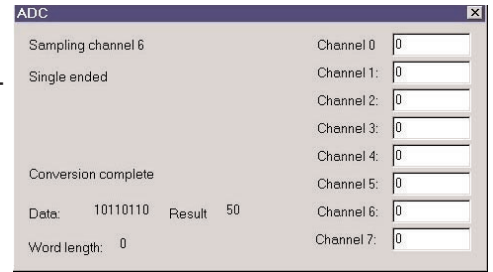 ADC
Sampling channel 6
Single ended
Conversion complete
Data: 10110110 Result 50
Word length: 0
Channel 0 0
Channel 1: 0
Channel 2: 0
Channel 3: 0
Channel 4: 0
Channel 5: 0
Channel 6: 0
Channel 7: 0